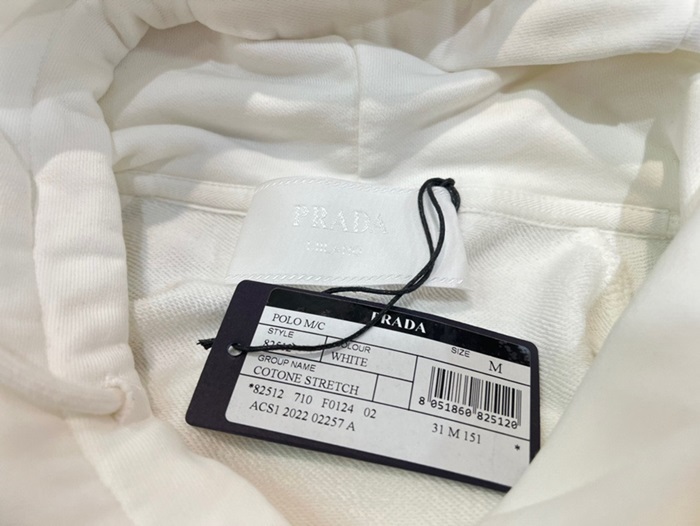 PRADA
PRADA
POLO M/C
STYLE COLOUR SIZE
82512 WHITE M
GROUP NAME
COTONE STRETCH
*82512 710 F0124 02
ACS1 2022 02257 A
8 051860 825120
31 M 151 *